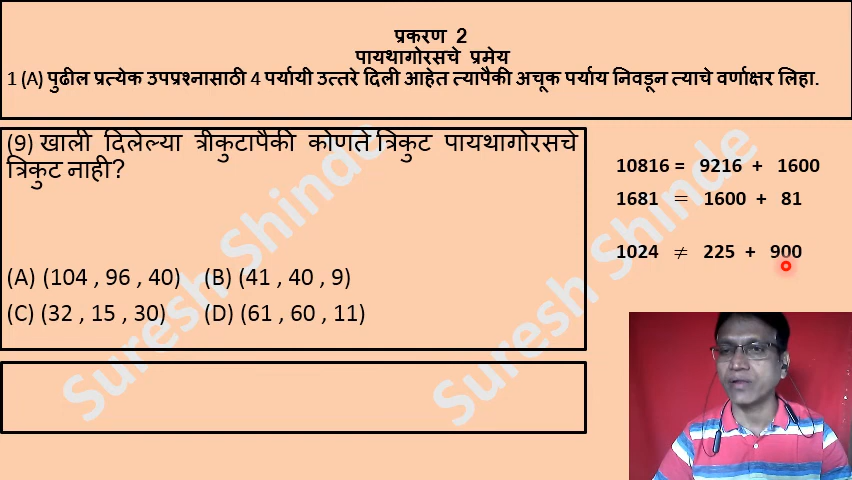 प्रकरण 2
पायथागोरसचे प्रमेय
1 (A) पुढील प्रत्येक उपप्रश्नासाठी 4 पर्यायी उत्तरे दिली आहेत त्यापैकी अचूक पर्याय निवडून त्याचे वर्णाक्षर लिहा.
(9) खाली दिलेल्या त्रीकुटापैकी कोणते त्रिकुट पायथागोरसचे
त्रिकुट नाही?
(A) (104 , 96 , 40) (B) (41 , 40 , 9)
(C) (32 , 15 , 30) (D) (61 , 60 , 11)
10816 = 9216 + 1600
1681 = 1600 + 81
1024 ≠ 225 + 900
Suresh Shinde
Suresh Shinde